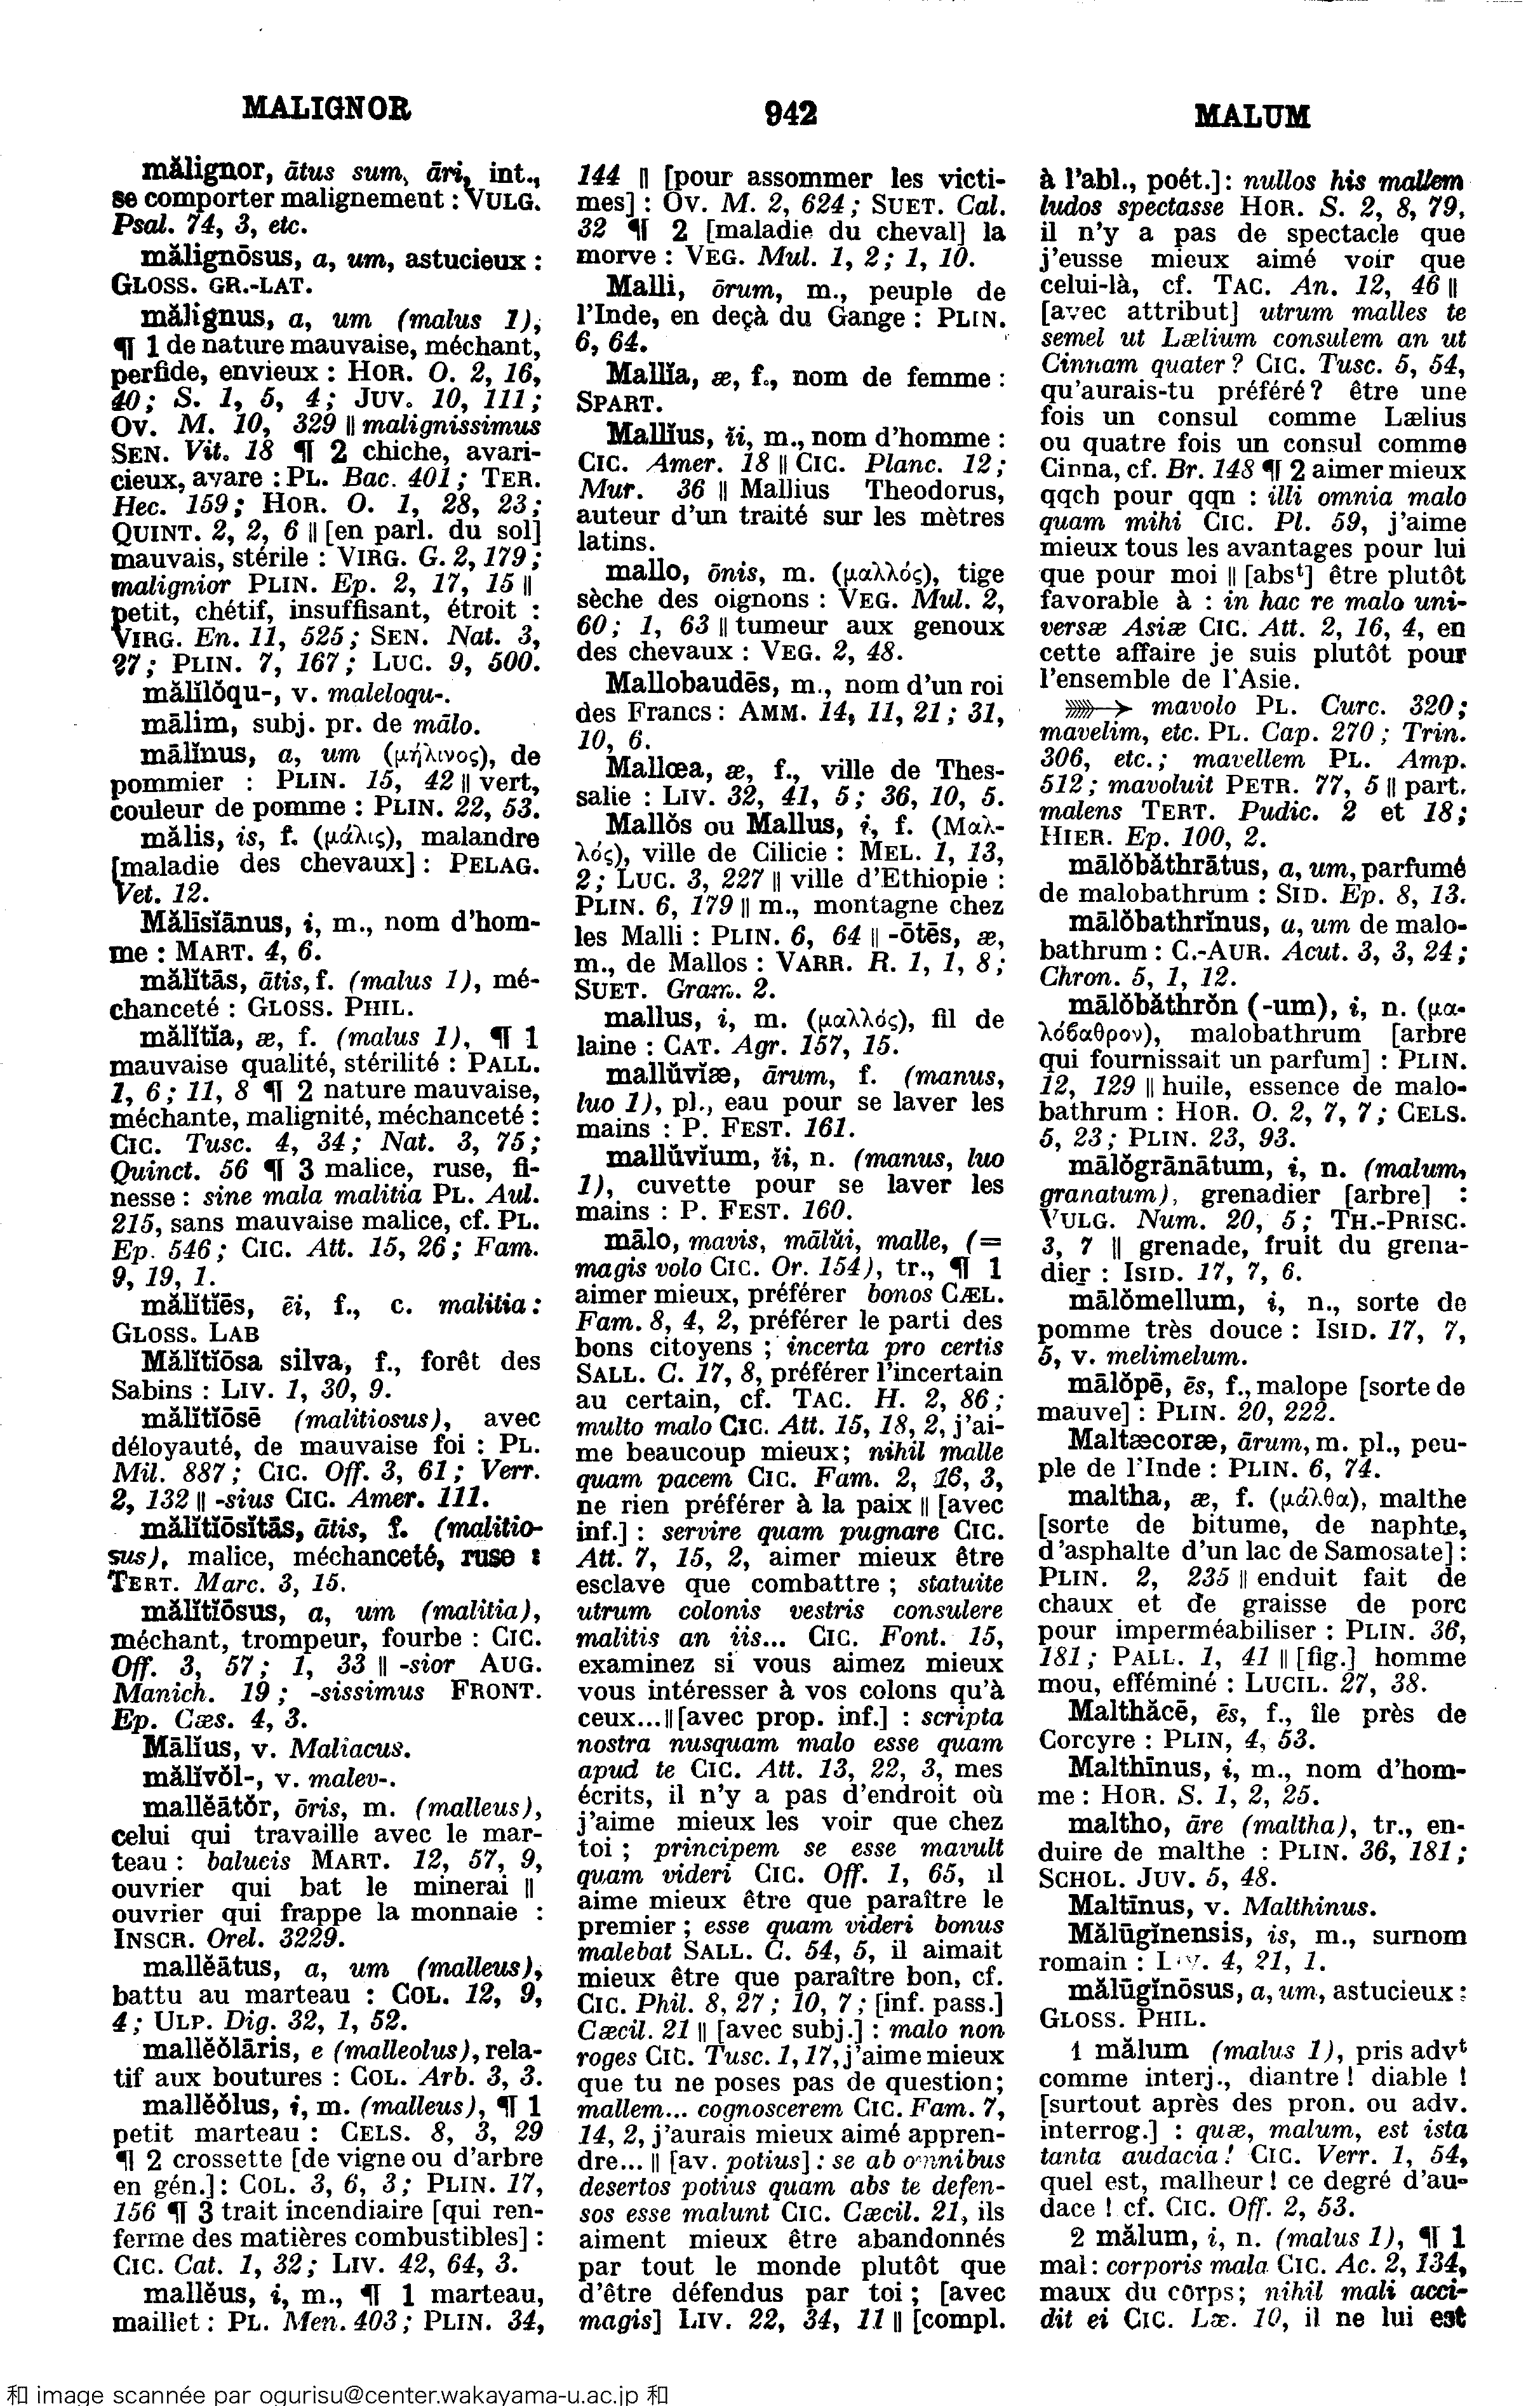 MALIGNOR
942
MALUM
mălignor, ātus sum, āri, int.,
se comporter malignement : VULG.
Psal. 74, 3, etc.
mălignōsus, a, um, astucieux :
GLOSS. GR.-LAT.
mălignus, a, um (malus 1),
¶ 1 de nature mauvaise, méchant,
perfide, envieux : HOR. O. 2, 16,
40; S. 1, 5, 4; JUV. 10, 111;
OV. M. 10, 329 || malignissimus
SEN. Vit. 18 ¶ 2 chiche, avari-
cieux, avare : PL. Bac. 401; TER.
Hec. 159; HOR. O. 1, 28, 23;
QUINT. 2, 2, 6 || [en parl. du sol]
mauvais, stérile : VIRG. G. 2, 179;
malignior PLIN. Ep. 2, 17, 15 ||
petit, chétif, insuffisant, étroit :
VIRG. En. 11, 525; SEN. Nat. 3,
27; PLIN. 7, 167; LUC. 9, 500.
mălĭlŏqu-, v. maleloqu-.
mālim, subj. pr. de mālo.
mālĭnus, a, um (μήλινος), de
pommier : PLIN. 15, 42 || vert,
couleur de pomme : PLIN. 22, 53.
mālis, is, f. (μάλις), malandre
[maladie des chevaux] : PELAG.
Vet. 12.
Mălĭsĭānus, i, m., nom d'hom-
me : MART. 4, 6.
mălĭtās, ātis, f. (malus 1), mé-
chanceté : GLOSS. PHIL.
mălĭtĭa, æ, f. (malus 1), ¶ 1
mauvaise qualité, stérilité : PALL.
1, 6; 11, 8 ¶ 2 nature mauvaise,
méchante, malignité, méchanceté :
CIC. Tusc. 4, 34; Nat. 3, 75;
Quinct. 56 ¶ 3 malice, ruse, fi-
nesse : sine mala malitia PL. Aul.
215, sans mauvaise malice, cf. PL.
Ep. 546; CIC. Att. 15, 26; Fam.
9, 19, 1.
mălĭtĭēs, ēi, f., c. malitia :
GLOSS. LAB
Mălĭtĭōsa silva, f., forêt des
Sabins : LIV. 1, 30, 9.
mălĭtĭōsē (malitiosus), avec
déloyauté, de mauvaise foi : PL.
Mil. 887; CIC. Off. 3, 61; Verr.
2, 132 || -sius CIC. Amer. 111.
mălĭtĭōsĭtās, ātis, f. (malitio-
sus), malice, méchanceté, ruse :
TERT. Marc. 3, 15.
mălĭtĭōsus, a, um (malitia),
méchant, trompeur, fourbe : CIC.
Off. 3, 57; 1, 33 || -sior AUG.
Manich. 19; -sissimus FRONT.
Ep. Cæs. 4, 3.
Mālĭus, v. Maliacus.
mălĭvŏl-, v. malev-.
mallĕātŏr, ōris, m. (malleus),
celui qui travaille avec le mar-
teau : balucis MART. 12, 57, 9,
ouvrier qui bat le minerai ||
ouvrier qui frappe la monnaie :
INSCR. Orel. 3229.
mallĕātus, a, um (malleus),
battu au marteau : COL. 12, 9,
4; ULP. Dig. 32, 1, 52.
mallĕŏlāris, e (malleolus), rela-
tif aux boutures : COL. Arb. 3, 3.
mallĕŏlus, i, m. (malleus), ¶ 1
petit marteau : CELS. 8, 3, 29
¶ 2 crossette [de vigne ou d'arbre
en gén.] : COL. 3, 6, 3; PLIN. 17,
156 ¶ 3 trait incendiaire [qui ren-
ferme des matières combustibles] :
CIC. Cat. 1, 32; LIV. 42, 64, 3.
mallĕus, i, m., ¶ 1 marteau,
maillet : PL. Men. 403; PLIN. 34,
144 || [pour assommer les victi-
mes] : OV. M. 2, 624; SUET. Cal.
32 ¶ 2 [maladie du cheval] la
morve : VEG. Mul. 1, 2; 1, 10.
Malli, ōrum, m., peuple de
l'Inde, en deçà du Gange : PLIN.
6, 64.
Mallĭa, æ, f., nom de femme :
SPART.
Mallĭus, ĭi, m., nom d'homme :
CIC. Amer. 18 || CIC. Planc. 12;
Mur. 36 || Mallius Theodorus,
auteur d'un traité sur les mètres
latins.
mallo, ōnis, m. (μαλλός), tige
sèche des oignons : VEG. Mul. 2,
60; 1, 63 || tumeur aux genoux
des chevaux : VEG. 2, 48.
Mallobaudēs, m., nom d'un roi
des Francs : AMM. 14, 11, 21; 31,
10, 6.
Mallœa, æ, f., ville de Thes-
salie : LIV. 32, 41, 5; 36, 10, 5.
Mallŏs ou Mallus, i, f. (Μαλ-
λός), ville de Cilicie : MEL. 1, 13,
2; LUC. 3, 227 || ville d'Ethiopie :
PLIN. 6, 179 || m., montagne chez
les Malli : PLIN. 6, 64 || -ōtēs, æ,
m., de Mallos : VARR. R. 1, 1, 8;
SUET. Gram. 2.
mallus, i, m. (μαλλός), fil de
laine : CAT. Agr. 157, 15.
mallŭvĭæ, ārum, f. (manus,
luo 1), pl., eau pour se laver les
mains : P. FEST. 161.
mallŭvĭum, ĭi, n. (manus, luo
1), cuvette pour se laver les
mains : P. FEST. 160.
mālo, mavis, mālŭi, malle, (=
magis volo CIC. Or. 154), tr., ¶ 1
aimer mieux, préférer bonos CÆL.
Fam. 8, 4, 2, préférer le parti des
bons citoyens ; incerta pro certis
SALL. C. 17, 8, préférer l'incertain
au certain, cf. TAC. H. 2, 86;
multo malo CIC. Att. 15, 18, 2, j'ai-
me beaucoup mieux; nihil malle
quam pacem CIC. Fam. 2, 16, 3,
ne rien préférer à la paix || [avec
inf.] : servire quam pugnare CIC.
Att. 7, 15, 2, aimer mieux être
esclave que combattre ; statuite
utrum colonis vestris consulere
malitis an iis... CIC. Font. 15,
examinez si vous aimez mieux
vous intéresser à vos colons qu'à
ceux... || [avec prop. inf.] : scripta
nostra nusquam malo esse quam
apud te CIC. Att. 13, 22, 3, mes
écrits, il n'y a pas d'endroit où
j'aime mieux les voir que chez
toi ; principem se esse mavult
quam videri CIC. Off. 1, 65, il
aime mieux être que paraître le
premier ; esse quam videri bonus
malebat SALL. C. 54, 5, il aimait
mieux être que paraître bon, cf.
CIC. Phil. 8, 27; 10, 7; [inf. pass.]
Cæcil. 21 || [avec subj.] : malo non
roges CIC. Tusc. 1, 17, j'aime mieux
que tu ne poses pas de question;
mallem... cognoscerem CIC. Fam. 7,
14, 2, j'aurais mieux aimé appren-
dre... || [av. potius] : se ab omnibus
desertos potius quam abs te defen-
sos esse malunt CIC. Cæcil. 21, ils
aiment mieux être abandonnés
par tout le monde plutôt que
d'être défendus par toi ; [avec
magis] LIV. 22, 34, 11 || [compl.
à l'abl., poét.] : nullos his mallem
ludos spectasse HOR. S. 2, 8, 79,
il n'y a pas de spectacle que
j'eusse mieux aimé voir que
celui-là, cf. TAC. An. 12, 46 ||
[avec attribut] utrum malles te
semel ut Lælium consulem an ut
Cinnam quater ? CIC. Tusc. 5, 54,
qu'aurais-tu préféré ? être une
fois un consul comme Lælius
ou quatre fois un consul comme
Cinna, cf. Br. 148 ¶ 2 aimer mieux
qqch pour qqn : illi omnia malo
quam mihi CIC. Pl. 59, j'aime
mieux tous les avantages pour lui
que pour moi || [absᵗ] être plutôt
favorable à : in hac re malo uni-
versæ Asiæ CIC. Att. 2, 16, 4, en
cette affaire je suis plutôt pour
l'ensemble de l'Asie.
➳ mavolo PL. Curc. 320;
mavelim, etc. PL. Cap. 270; Trin.
306, etc.; mavellem PL. Amp.
512; mavoluit PETR. 77, 5 || part.
malens TERT. Pudic. 2 et 18;
HIER. Ep. 100, 2.
mālŏbăthrātus, a, um, parfumé
de malobathrum : SID. Ep. 8, 13.
mālŏbathrĭnus, a, um de malo-
bathrum : C.-AUR. Acut. 3, 3, 24;
Chron. 5, 1, 12.
mālŏbăthrŏn (-um), i, n. (μα-
λόϐαθρον), malobathrum [arbre
qui fournissait un parfum] : PLIN.
12, 129 || huile, essence de malo-
bathrum : HOR. O. 2, 7, 7; CELS.
5, 23; PLIN. 23, 93.
mālŏgrānātum, i, n. (malum,
granatum), grenadier [arbre] :
VULG. Num. 20, 5; TH.-PRISC.
3, 7 || grenade, fruit du grena-
dier : ISID. 17, 7, 6.
mālŏmellum, i, n., sorte de
pomme très douce : ISID. 17, 7,
5, v. melimelum.
mālŏpē, ēs, f., malope [sorte de
mauve] : PLIN. 20, 222.
Maltæcoræ, ārum, m. pl., peu-
ple de l'Inde : PLIN. 6, 74.
maltha, æ, f. (μάλθα), malthe
[sorte de bitume, de naphte,
d'asphalte d'un lac de Samosate] :
PLIN. 2, 235 || enduit fait de
chaux et de graisse de porc
pour imperméabiliser : PLIN. 36,
181; PALL. 1, 41 || [fig.] homme
mou, efféminé : LUCIL. 27, 38.
Malthăcē, ēs, f., île près de
Corcyre : PLIN, 4, 53.
Malthīnus, i, m., nom d'hom-
me : HOR. S. 1, 2, 25.
maltho, āre (maltha), tr., en-
duire de malthe : PLIN. 36, 181;
SCHOL. JUV. 5, 48.
Maltīnus, v. Malthinus.
Mălūgĭnensis, is, m., surnom
romain : LIV. 4, 21, 1.
mălūgĭnōsus, a, um, astucieux :
GLOSS. PHIL.
1 mălum (malus 1), pris advᵗ
comme interj., diantre ! diable !
[surtout après des pron. ou adv.
interrog.] : quæ, malum, est ista
tanta audacia ! CIC. Verr. 1, 54,
quel est, malheur ! ce degré d'au-
dace ! cf. CIC. Off. 2, 53.
2 mălum, i, n. (malus 1), ¶ 1
mal : corporis mala CIC. Ac. 2, 134,
maux du corps; nihil mali acci-
dit ei CIC. Læ. 10, il ne lui est
和 image scannée par ogurisu@center.wakayama-u.ac.jp 和